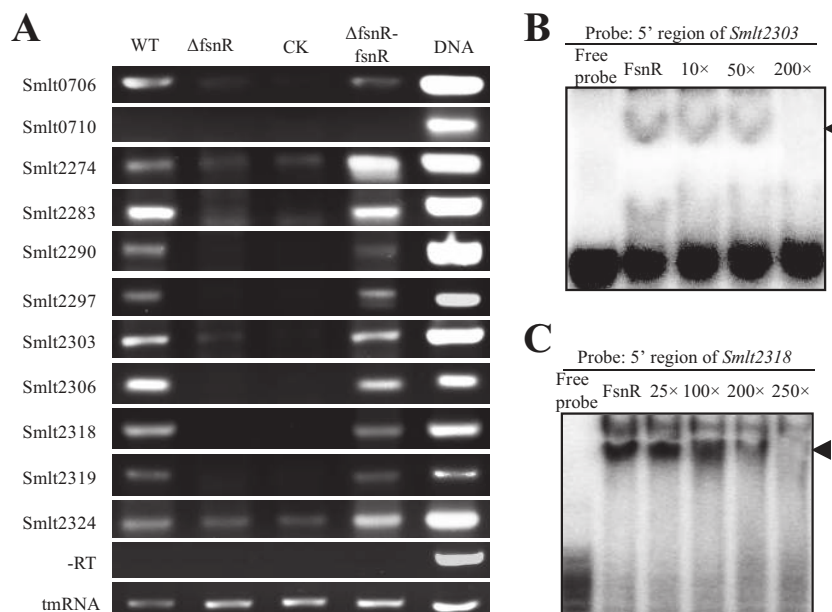 A
WT ΔfsnR CK ΔfsnR-fsnR DNA
Smlt0706
Smlt0710
Smlt2274
Smlt2283
Smlt2290
Smlt2297
Smlt2303
Smlt2306
Smlt2318
Smlt2319
Smlt2324
-RT
tmRNA
B
Probe: 5' region of Smlt2303
Free probe FsnR 10× 50× 200×
C
Probe: 5' region of Smlt2318
Free probe FsnR 25× 100× 200× 250×